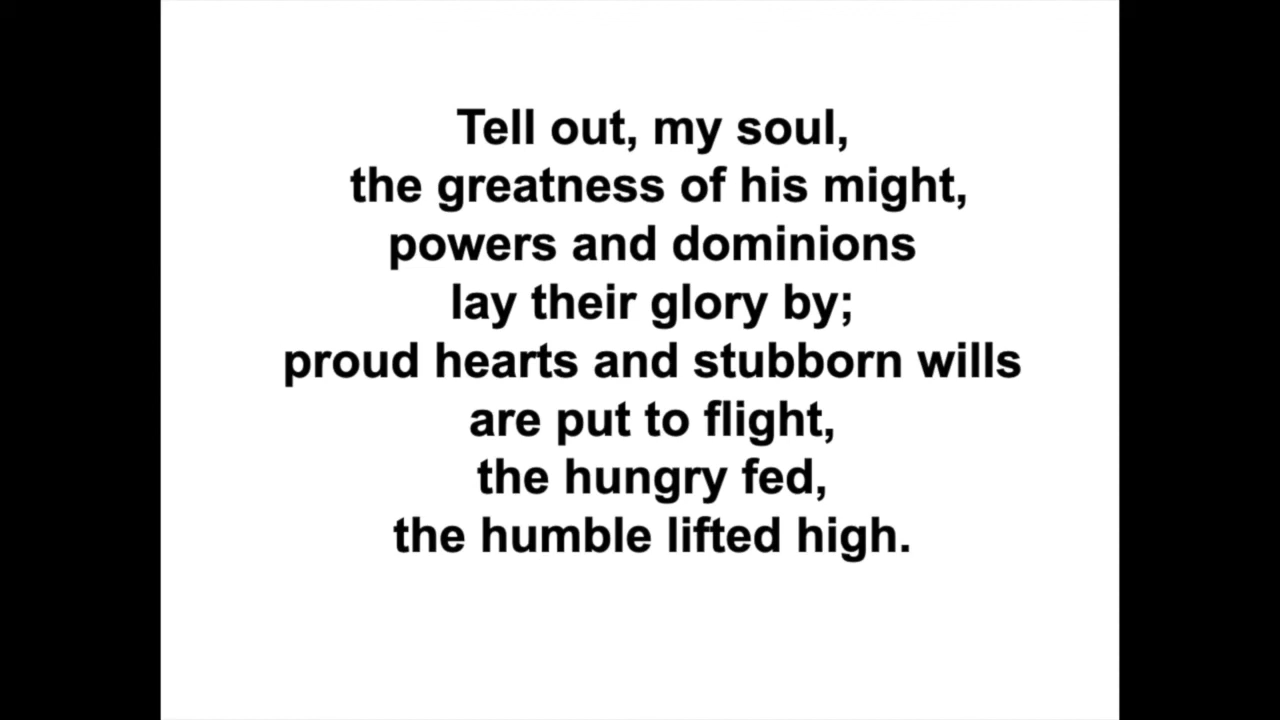 Tell out, my soul,
the greatness of his might,
powers and dominions
lay their glory by;
proud hearts and stubborn wills
are put to flight,
the hungry fed,
the humble lifted high.